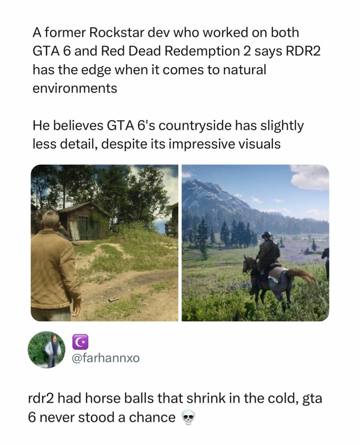 A former Rockstar dev who worked on both
GTA 6 and Red Dead Redemption 2 says RDR2
has the edge when it comes to natural
environments
He believes GTA 6's countryside has slightly
less detail, despite its impressive visuals
@farhannxo
rdr2 had horse balls that shrink in the cold, gta
6 never stood a chance 💀